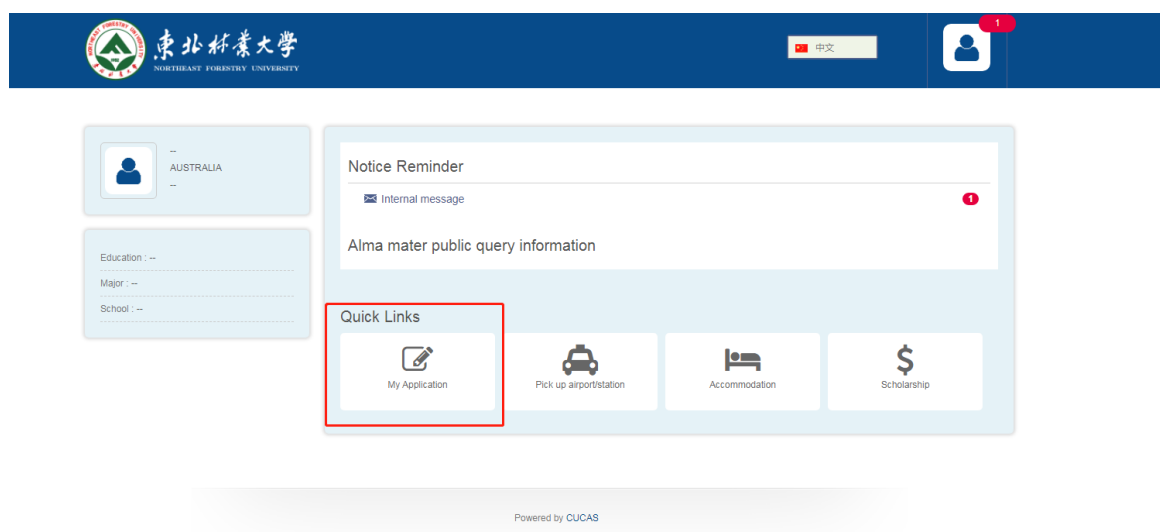 東北林業大学
NORTHEAST FORESTRY UNIVERSITY
中文
1
--
AUSTRALIA
--
Education : --
Major : --
School : --
Notice Reminder
Internal message
1
Alma mater public query information
Quick Links
My Application
Pick up airport/station
Accommodation
Scholarship
Powered by CUCAS